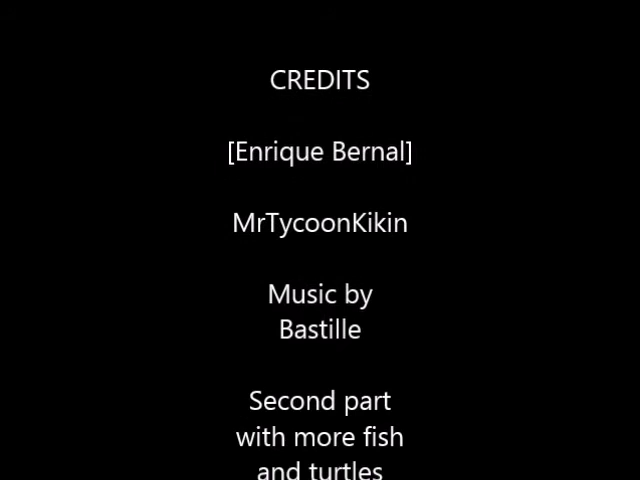 CREDITS
[Enrique Bernal]
MrTycoonKikin
Music by
Bastille
Second part
with more fish
and turtles